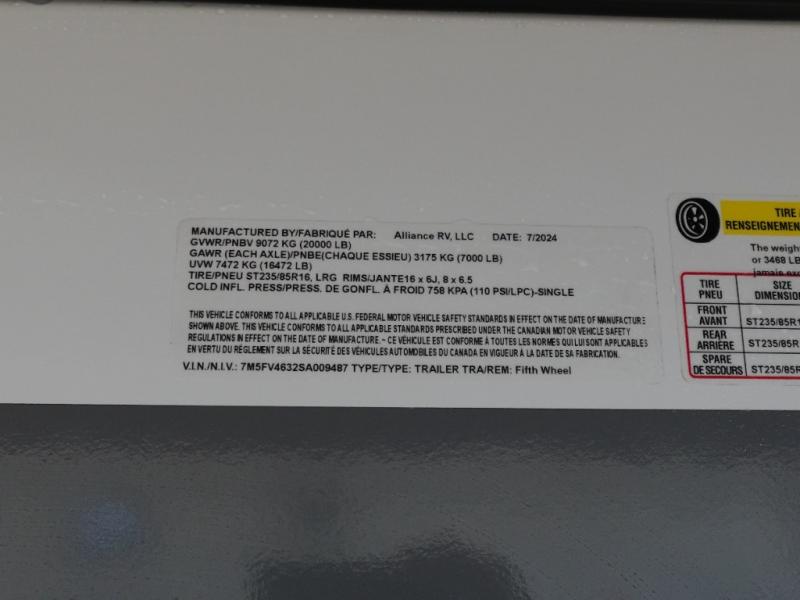 MANUFACTURED BY/FABRIQUÉ PAR: Alliance RV, LLC DATE: 7/2024
GVWR/PNBV 9072 KG (20000 LB)
GAWR (EACH AXLE)/PNBE(CHAQUE ESSIEU) 3175 KG (7000 LB)
UVW 7472 KG (16472 LB)
TIRE/PNEU ST235/85R16, LRG RIMS/JANTE16 x 6J, 8 x 6.5
COLD INFL. PRESS/PRESS. DE GONFL. À FROID 758 KPA (110 PSI/LPC)-SINGLE
THIS VEHICLE CONFORMS TO ALL APPLICABLE U.S. FEDERAL MOTOR VEHICLE SAFETY STANDARDS IN EFFECT ON THE DATE OF MANUFACTURE
SHOWN ABOVE. THIS VEHICLE CONFORMS TO ALL APPLICABLE STANDARDS PRESCRIBED UNDER THE CANADIAN MOTOR VEHICLE SAFETY
REGULATIONS IN EFFECT ON THE DATE OF MANUFACTURE.- CE VÉHICULE EST CONFORME À TOUTES LES NORMES QUI LUI SONT APPLICABLES
EN VERTU DU RÈGLEMENT SUR LA SÉCURITÉ DES VÉHICULES AUTOMOBILES DU CANADA EN VIGUEUR À LA DATE DE SA FABRICATION.
V.I.N./N.I.V.: 7M5FV4632SA009487 TYPE/TYPE: TRAILER TRA/REM: Fifth Wheel
TIRE
RENSEIGNEMEN
The weight
or 3468 LB
jamais
TIRE SIZE
PNEU DIMENSIO
FRONT
AVANT ST235/85R1
REAR
ARRIÈRE ST235/85R
SPARE
DE SECOURS ST235/85R